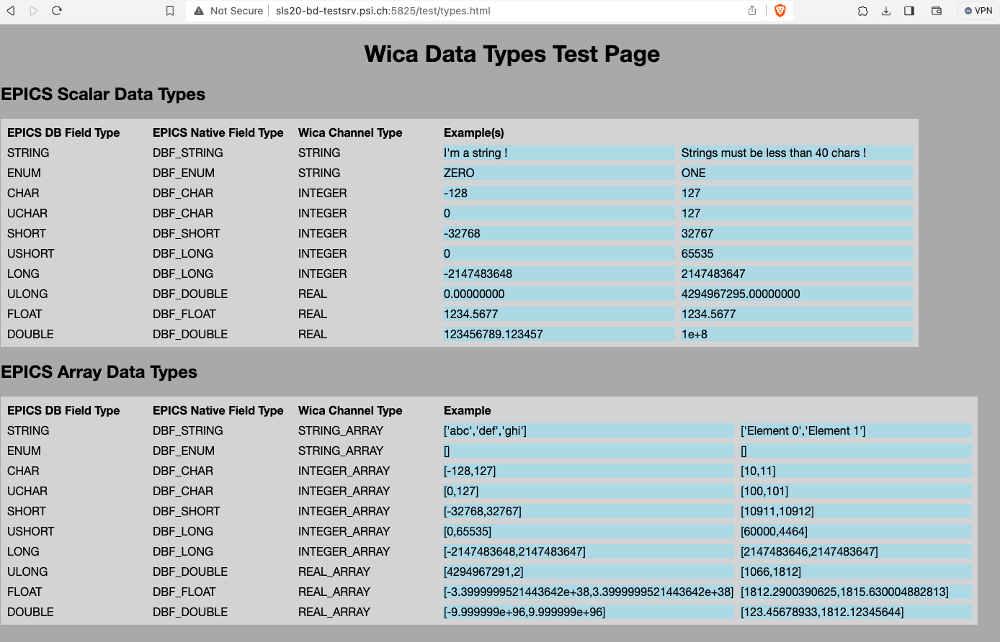 Not Secure sls20-bd-testsrv.psi.ch:5825/test/types.html VPN
Wica Data Types Test Page
EPICS Scalar Data Types
EPICS DB Field Type EPICS Native Field Type Wica Channel Type Example(s)
STRING DBF_STRING STRING I'm a string ! Strings must be less than 40 chars !
ENUM DBF_ENUM STRING ZERO ONE
CHAR DBF_CHAR INTEGER -128 127
UCHAR DBF_CHAR INTEGER 0 127
SHORT DBF_SHORT INTEGER -32768 32767
USHORT DBF_LONG INTEGER 0 65535
LONG DBF_LONG INTEGER -2147483648 2147483647
ULONG DBF_DOUBLE REAL 0.00000000 4294967295.00000000
FLOAT DBF_FLOAT REAL 1234.5677 1234.5677
DOUBLE DBF_DOUBLE REAL 123456789.123457 1e+8
EPICS Array Data Types
EPICS DB Field Type EPICS Native Field Type Wica Channel Type Example
STRING DBF_STRING STRING_ARRAY ['abc','def','ghi'] ['Element 0','Element 1']
ENUM DBF_ENUM STRING_ARRAY [] []
CHAR DBF_CHAR INTEGER_ARRAY [-128,127] [10,11]
UCHAR DBF_CHAR INTEGER_ARRAY [0,127] [100,101]
SHORT DBF_SHORT INTEGER_ARRAY [-32768,32767] [10911,10912]
USHORT DBF_LONG INTEGER_ARRAY [0,65535] [60000,4464]
LONG DBF_LONG INTEGER_ARRAY [-2147483648,2147483647] [2147483646,2147483647]
ULONG DBF_DOUBLE REAL_ARRAY [4294967291,2] [1066,1812]
FLOAT DBF_FLOAT REAL_ARRAY [-3.3999999521443642e+38,3.3999999521443642e+38] [1812.2900390625,1815.630004882813]
DOUBLE DBF_DOUBLE REAL_ARRAY [-9.999999e+96,9.999999e+96] [123.45678933,1812.12345644]